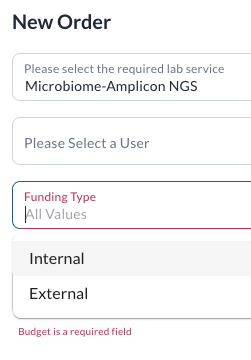 New Order
Please select the required lab service
Microbiome-Amplicon NGS
Please Select a User
Funding Type
All Values
Internal
External
Budget is a required field